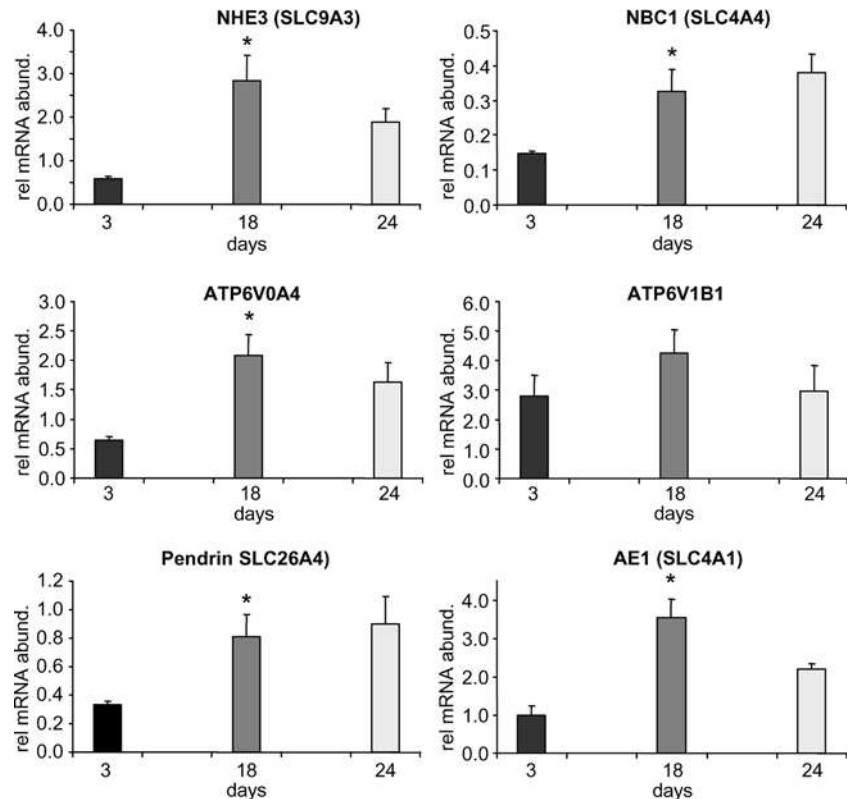 NHE3 (SLC9A3)
rel mRNA abund.
4.0
3.0
2.0
1.0
0.0
*
3 18 24
days
NBC1 (SLC4A4)
rel mRNA abund.
0.5
0.4
0.3
0.2
0.1
0.0
*
3 18 24
days
ATP6V0A4
rel mRNA abund.
3.0
2.5
2.0
1.5
1.0
0.5
0.0
*
3 18 24
days
ATP6V1B1
rel mRNA abund.
6.0
5.0
4.0
3.0
2.0
1.0
0.0
3 18 24
days
Pendrin SLC26A4)
rel mRNA abund.
1.2
1.0
0.8
0.6
0.4
0.2
0.0
*
3 18 24
days
AE1 (SLC4A1)
rel mRNA abund.
4.0
3.0
2.0
1.0
0.0
*
3 18 24
days